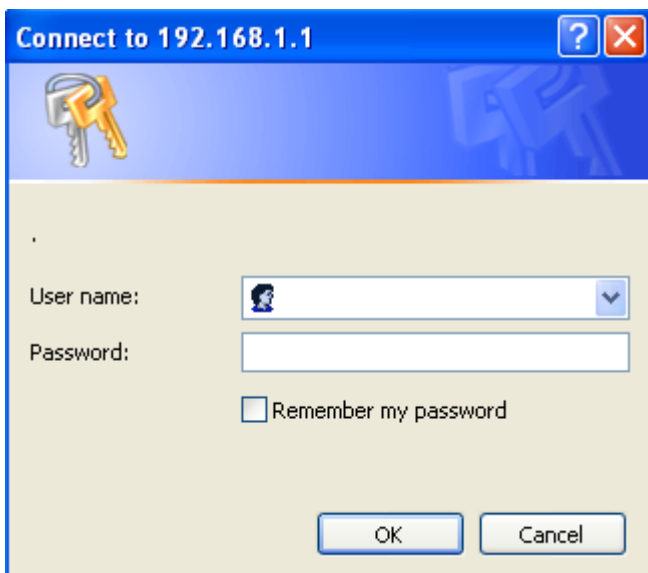 Connect to 192.168.1.1
.
User name:
Password:
Remember my password
OK Cancel